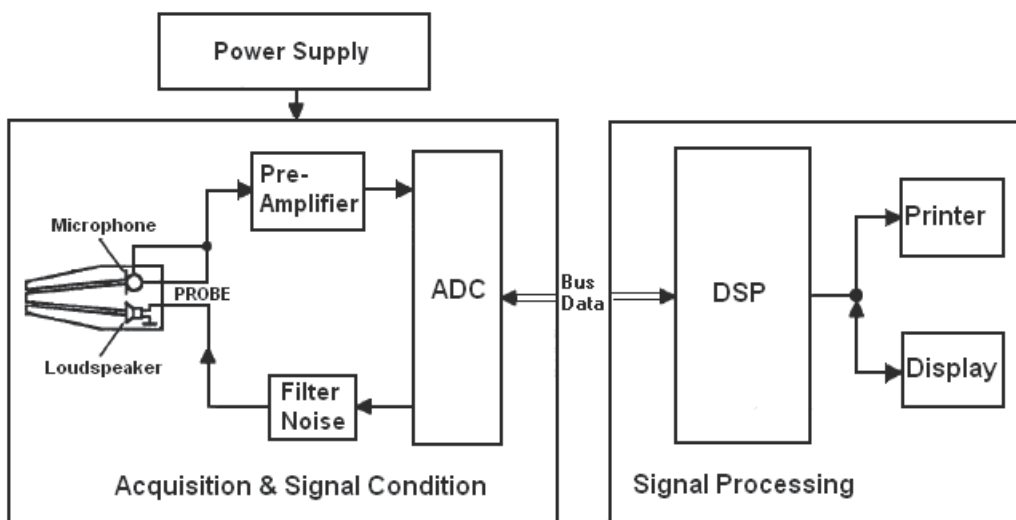 Power Supply
Pre-
Amplifier
Microphone
PROBE
Loudspeaker
Filter
Noise
ADC
Acquisition & Signal Condition
Bus
Data
DSP
Printer
Display
Signal Processing